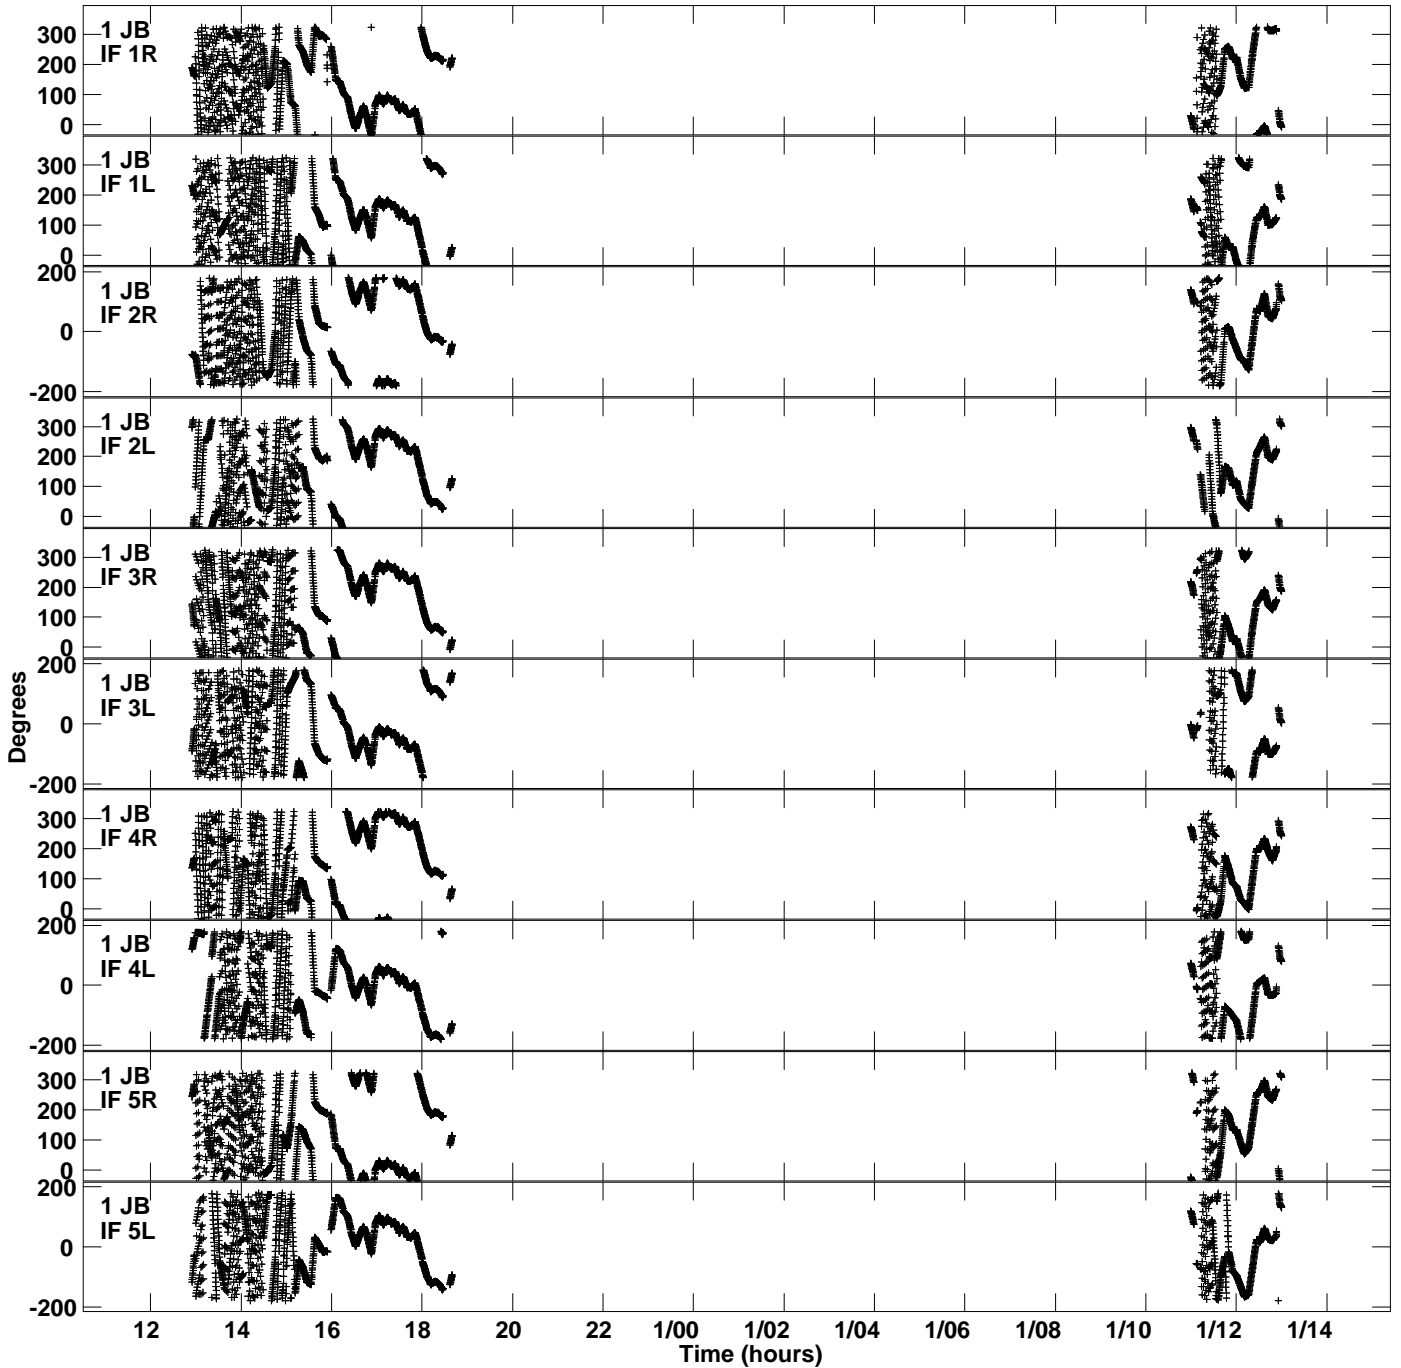 1 JB
IF 1R
300
200
100
0
1 JB
IF 1L
300
200
100
0
1 JB
IF 2R
200
0
-200
1 JB
IF 2L
300
200
100
0
1 JB
IF 3R
300
200
100
0
1 JB
IF 3L
200
0
-200
1 JB
IF 4R
300
200
100
0
1 JB
IF 4L
200
0
-200
1 JB
IF 5R
300
200
100
0
1 JB
IF 5L
200
0
-200
Degrees
12 14 16 18 20 22 1/00 1/02 1/04 1/06 1/08 1/10 1/12 1/14
Time (hours)